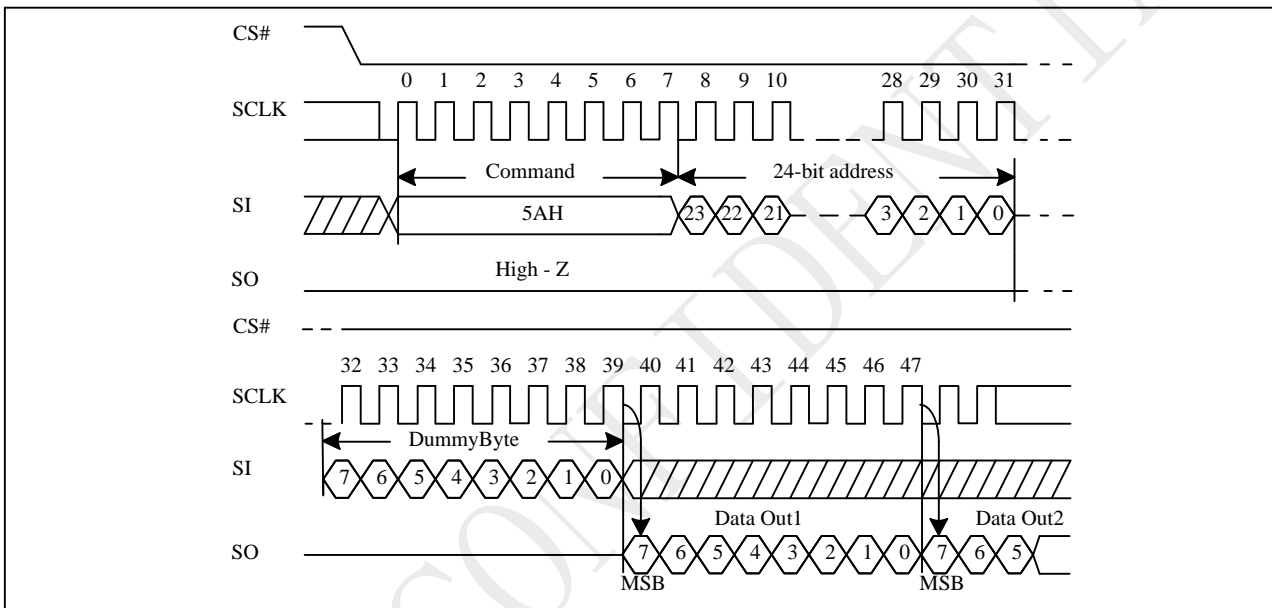 CS#
0 1 2 3 4 5 6 7 8 9 10 28 29 30 31
SCLK
Command 24-bit address
SI 5AH 23 22 21 3 2 1 0
High - Z
SO
CS#
32 33 34 35 36 37 38 39 40 41 42 43 44 45 46 47
SCLK
DummyByte
SI 7 6 5 4 3 2 1 0
Data Out1 Data Out2
SO 7 6 5 4 3 2 1 0 7 6 5
MSB MSB